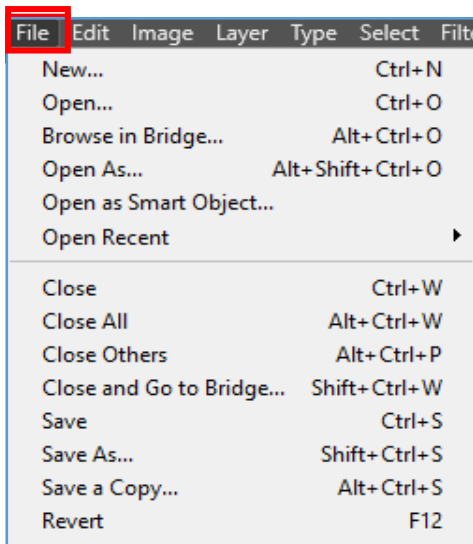 File Edit Image Layer Type Select Filt
New... Ctrl+N
Open... Ctrl+O
Browse in Bridge... Alt+Ctrl+O
Open As... Alt+Shift+Ctrl+O
Open as Smart Object...
Open Recent
Close Ctrl+W
Close All Alt+Ctrl+W
Close Others Alt+Ctrl+P
Close and Go to Bridge... Shift+Ctrl+W
Save Ctrl+S
Save As... Shift+Ctrl+S
Save a Copy... Alt+Ctrl+S
Revert F12